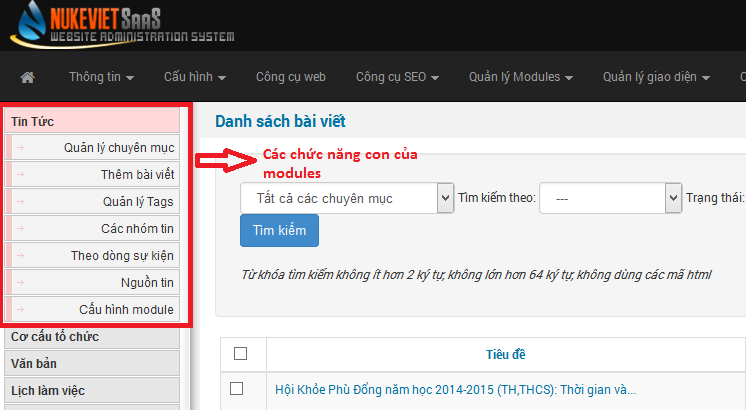 NUKEVIET SaaS
WEBSITE ADMINISTRATION SYSTEM
Thông tin Cấu hình Công cụ web Công cụ SEO Quản lý Modules Quản lý giao diện
Tin Tức
Quản lý chuyên mục
Thêm bài viết
Quản lý Tags
Các nhóm tin
Theo dòng sự kiện
Nguồn tin
Cấu hình module
Cơ cấu tổ chức
Văn bản
Lịch làm việc
Danh sách bài viết
Các chức năng con của
modules
Tất cả các chuyên mục Tìm kiếm theo: --- Trạng thái:
Tìm kiếm
Từ khóa tìm kiếm không ít hơn 2 ký tự, không lớn hơn 64 ký tự, không dùng các mã html
Tiêu đề
Hội Khỏe Phù Đổng năm học 2014-2015 (TH,THCS): Thời gian và...